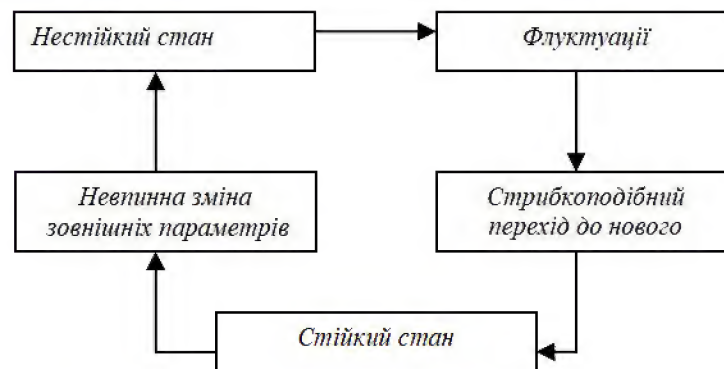 Нестійкий стан
Флуктуації
Невпинна зміна
зовнішніх параметрів
Стрибкоподібний
перехід до нового
Стійкий стан